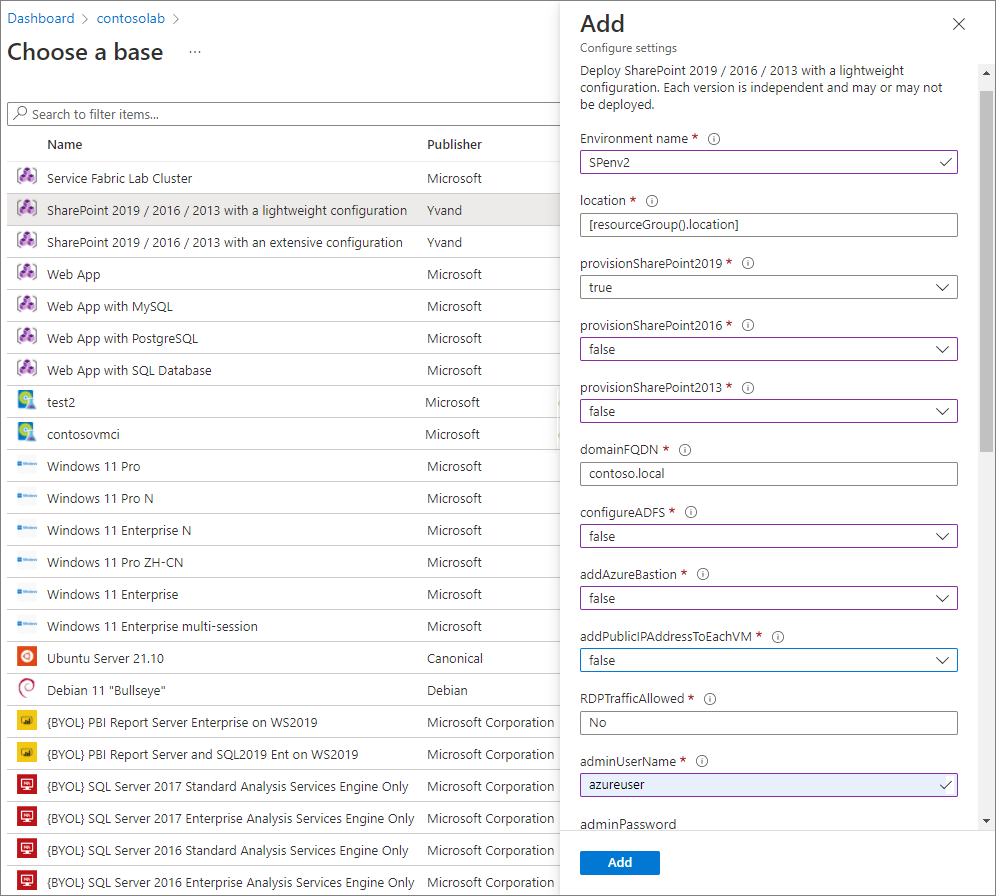 Dashboard > contosolab >
Choose a base ...
Search to filter items...
Name Publisher
Service Fabric Lab Cluster Microsoft
SharePoint 2019 / 2016 / 2013 with a lightweight configuration Yvand
SharePoint 2019 / 2016 / 2013 with an extensive configuration Yvand
Web App Microsoft
Web App with MySQL Microsoft
Web App with PostgreSQL Microsoft
Web App with SQL Database Microsoft
test2 Microsoft
contosovmci Microsoft
Windows 11 Pro Microsoft
Windows 11 Pro N Microsoft
Windows 11 Enterprise N Microsoft
Windows 11 Pro ZH-CN Microsoft
Windows 11 Enterprise Microsoft
Windows 11 Enterprise multi-session Microsoft
Ubuntu Server 21.10 Canonical
Debian 11 "Bullseye" Debian
{BYOL} PBI Report Server Enterprise on WS2019 Microsoft Corporation
{BYOL} PBI Report Server and SQL2019 Ent on WS2019 Microsoft Corporation
{BYOL} SQL Server 2017 Standard Analysis Services Engine Only Microsoft Corporation
{BYOL} SQL Server 2017 Enterprise Analysis Services Engine Only Microsoft Corporation
{BYOL} SQL Server 2016 Standard Analysis Services Engine Only Microsoft Corporation
{BYOL} SQL Server 2016 Enterprise Analysis Services Engine Only Microsoft Corporation
Add
Configure settings
Deploy SharePoint 2019 / 2016 / 2013 with a lightweight
configuration. Each version is independent and may or may not
be deployed.
Environment name *
SPenv2
location *
[resourceGroup().location]
provisionSharePoint2019 *
true
provisionSharePoint2016 *
false
provisionSharePoint2013 *
false
domainFQDN *
contoso.local
configureADFS *
false
addAzureBastion *
false
addPublicIPAddressToEachVM *
false
RDPTrafficAllowed *
No
adminUserName *
azureuser
adminPassword
Add